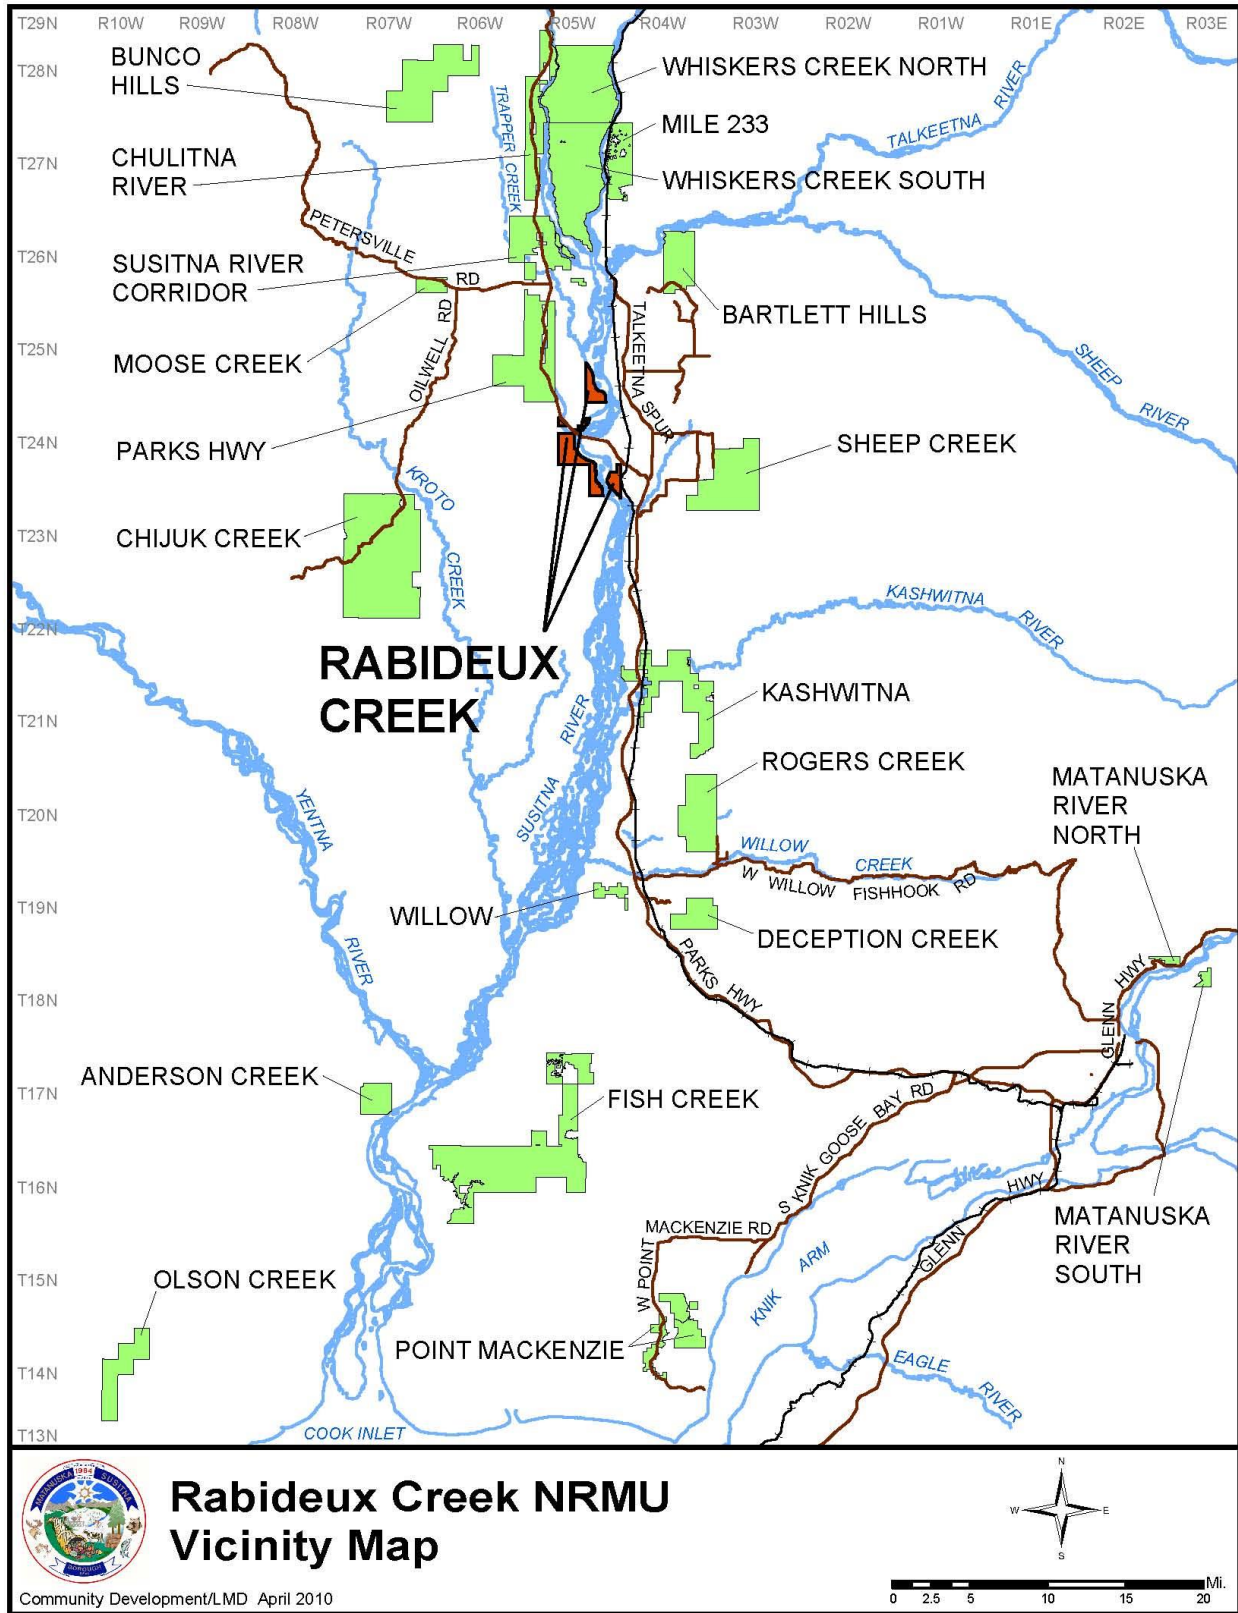 T29N R10W R09W R08W R07W R06W R05W R04W R03W R02W R01W R01E R02E R03E
BUNCO
HILLS
T28N
WHISKERS CREEK NORTH
TALKEETNA
RIVER
TRAPPER CREEK
MILE 233
CHULITNA
RIVER
T27N
WHISKERS CREEK SOUTH
PETERSVILLE
RD
T26N
SUSITNA RIVER
CORRIDOR
BARTLETT HILLS
T25N
MOOSE CREEK
OILWELL RD
TALKEETNA
SPUR
SHEEP
RIVER
T24N
PARKS HWY
SHEEP CREEK
KROTO
CREEK
T23N
CHIJUK CREEK
KASHWITNA
RIVER
T22N
RABIDEUX
CREEK
KASHWITNA
T21N
SUSITNA
RIVER
ROGERS CREEK
MATANUSKA
RIVER
NORTH
T20N
YENTNA
RIVER
WILLOW
CREEK
W WILLOW FISHHOOK RD
T19N
WILLOW
DECEPTION CREEK
PARKS HWY
T18N
GLENN HWY
ANDERSON CREEK
T17N
FISH CREEK
S KNIK GOOSE BAY RD
T16N
GLENN HWY
MATANUSKA
RIVER
SOUTH
MACKENZIE RD
W POINT
KNIK ARM
T15N
OLSON CREEK
POINT MACKENZIE
T14N
EAGLE
RIVER
T13N
COOK INLET
MATANUSKA SUSITNA
1964
BOROUGH
Rabideux Creek NRMU
Vicinity Map
N
W E
S
Community Development/LMD April 2010
0 2.5 5 10 15 20 Mi.